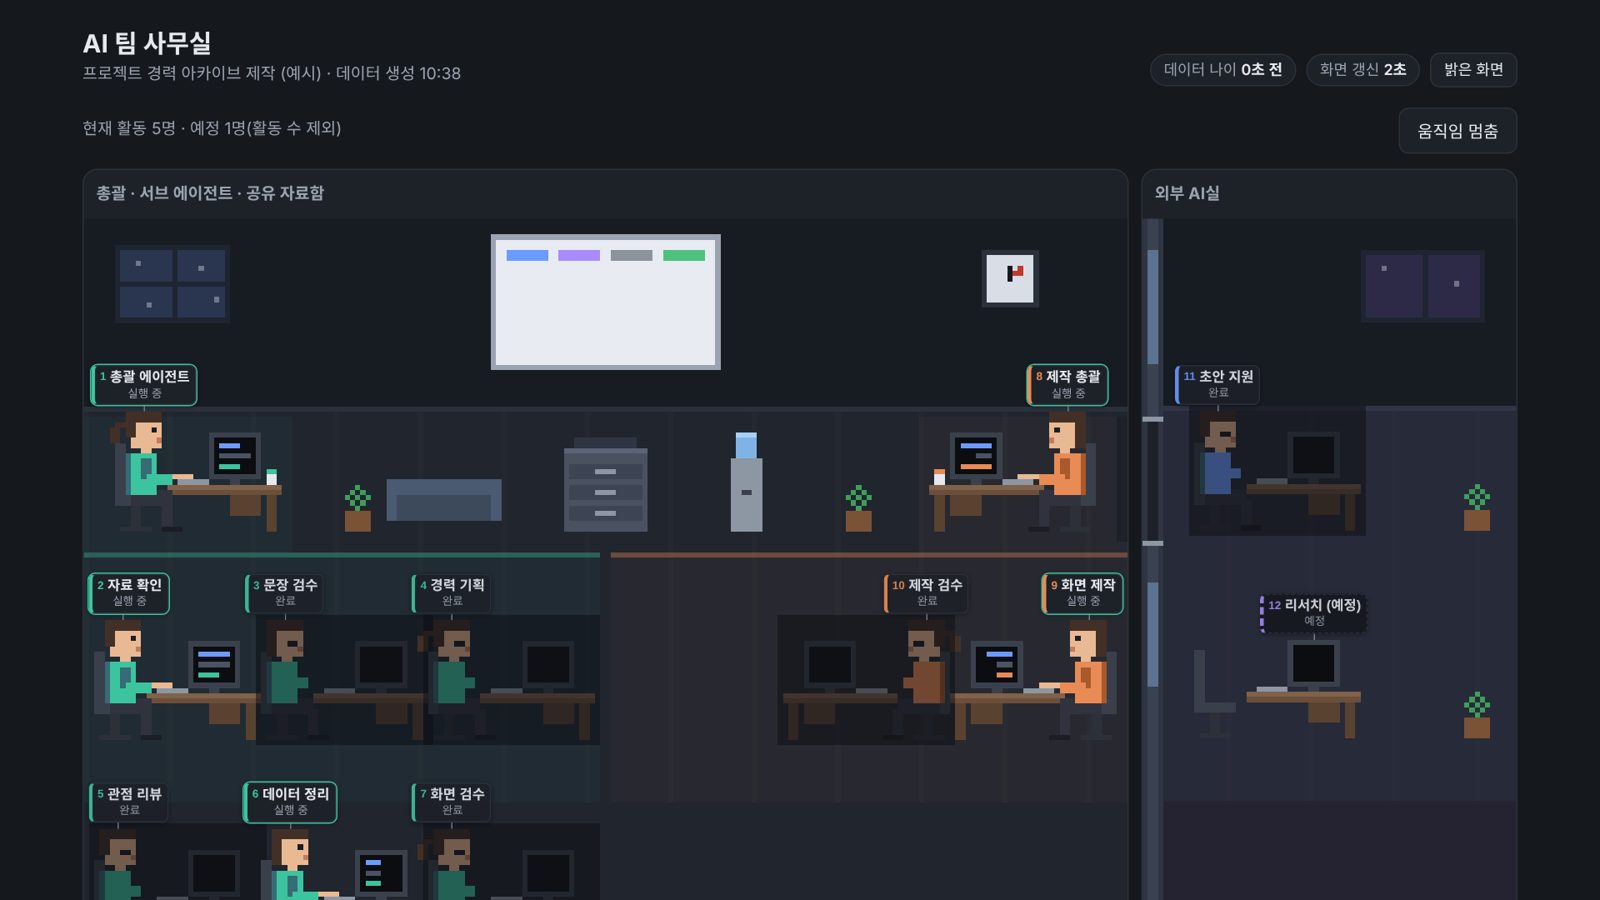 AI 팀 사무실
프로젝트 경력 아카이브 제작 (예시) · 데이터 생성 10:38
데이터 나이 0초 전
화면 갱신 2초
밝은 화면
현재 활동 5명 · 예정 1명(활동 수 제외)
움직임 멈춤
총괄 · 서브 에이전트 · 공유 자료함
외부 AI실
1 총괄 에이전트
실행 중
8 제작 총괄
실행 중
11 초안 지원
완료
2 자료 확인
실행 중
3 문장 검수
완료
4 경력 기획
완료
10 제작 검수
완료
9 화면 제작
실행 중
12 리서치 (예정)
예정
5 관점 리뷰
완료
6 데이터 정리
실행 중
7 화면 검수
완료